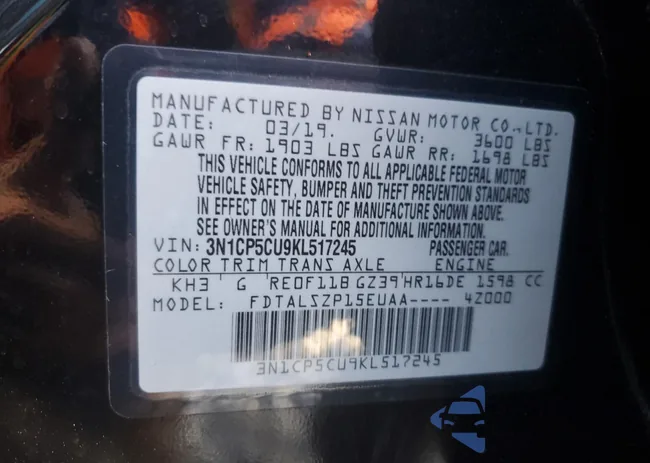 MANUFACTURED BY NISSAN MOTOR CO., LTD.
DATE: 03/19. GVWR: 3600 LBS
GAWR FR: 1903 LBS GAWR RR: 1698 LBS
THIS VEHICLE CONFORMS TO ALL APPLICABLE FEDERAL MOTOR
VEHICLE SAFETY, BUMPER AND THEFT PREVENTION STANDARDS
IN EFFECT ON THE DATE OF MANUFACTURE SHOWN ABOVE.
SEE OWNER'S MANUAL FOR ADDITIONAL INFORMATION.
VIN: 3N1CP5CU9KL517245 PASSENGER CAR.
COLOR TRIM TRANS AXLE ENGINE
KH3 G RE0F11B GZ39 HR16DE 1598 CC
MODEL: FDTALSZP15EUAA---- 4Z000
3N1CP5CU9KL517245